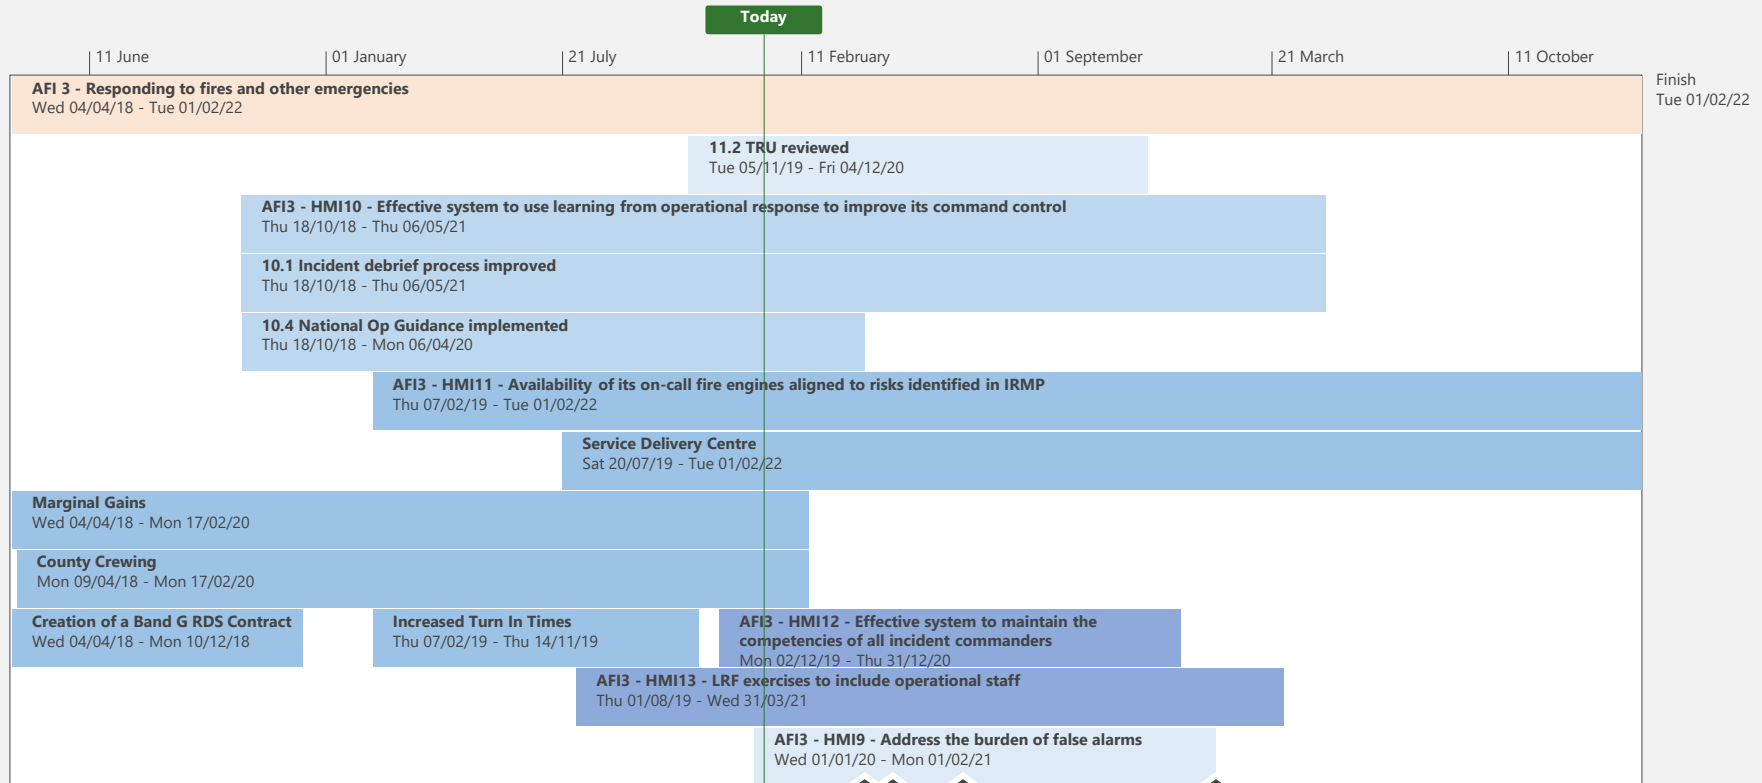 Today
11 June
01 January
21 July
11 February
01 September
21 March
11 October
Finish
Tue 01/02/22
AFI 3 - Responding to fires and other emergencies
Wed 04/04/18 - Tue 01/02/22
11.2 TRU reviewed
Tue 05/11/19 - Fri 04/12/20
AFI3 - HMI10 - Effective system to use learning from operational response to improve its command control
Thu 18/10/18 - Thu 06/05/21
10.1 Incident debrief process improved
Thu 18/10/18 - Thu 06/05/21
10.4 National Op Guidance implemented
Thu 18/10/18 - Mon 06/04/20
AFI3 - HMI11 - Availability of its on-call fire engines aligned to risks identified in IRMP
Thu 07/02/19 - Tue 01/02/22
Service Delivery Centre
Sat 20/07/19 - Tue 01/02/22
Marginal Gains
Wed 04/04/18 - Mon 17/02/20
County Crewing
Mon 09/04/18 - Mon 17/02/20
Creation of a Band G RDS Contract
Wed 04/04/18 - Mon 10/12/18
Increased Turn In Times
Thu 07/02/19 - Thu 14/11/19
AFI3 - HMI12 - Effective system to maintain the
competencies of all incident commanders
Mon 02/12/19 - Thu 31/12/20
AFI3 - HMI13 - LRF exercises to include operational staff
Thu 01/08/19 - Wed 31/03/21
AFI3 - HMI9 - Address the burden of false alarms
Wed 01/01/20 - Mon 01/02/21